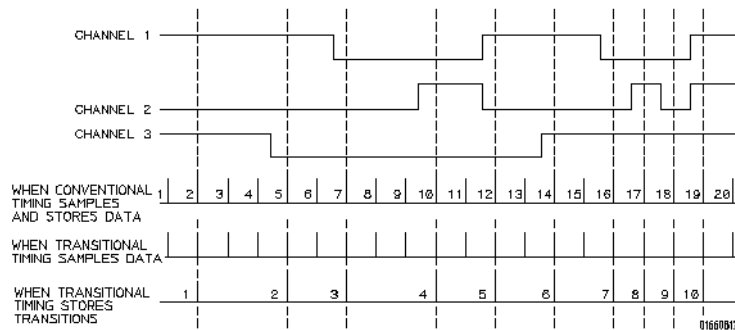 CHANNEL 1
CHANNEL 2
CHANNEL 3
WHEN CONVENTIONAL
TIMING SAMPLES
AND STORES DATA
1 2 3 4 5 6 7 8 9 10 11 12 13 14 15 16 17 18 19 20
WHEN TRANSITIONAL
TIMING SAMPLES DATA
WHEN TRANSITIONAL
TIMING STORES
TRANSITIONS
1 2 3 4 5 6 7 8 9 10